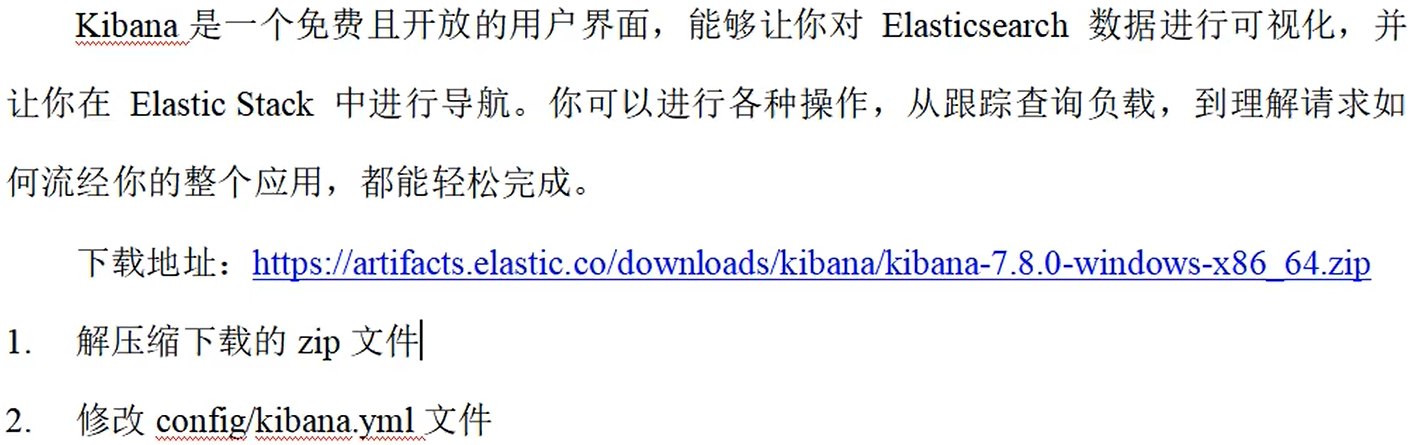 Kibana 是一个免费且开放的用户界面，能够让你对 Elasticsearch 数据进行可视化，并
让你在 Elastic Stack 中进行导航。你可以进行各种操作，从跟踪查询负载，到理解请求如
何流经你的整个应用，都能轻松完成。
下载地址：https://artifacts.elastic.co/downloads/kibana/kibana-7.8.0-windows-x86_64.zip
1. 解压缩下载的 zip 文件
2. 修改 config/kibana.yml 文件